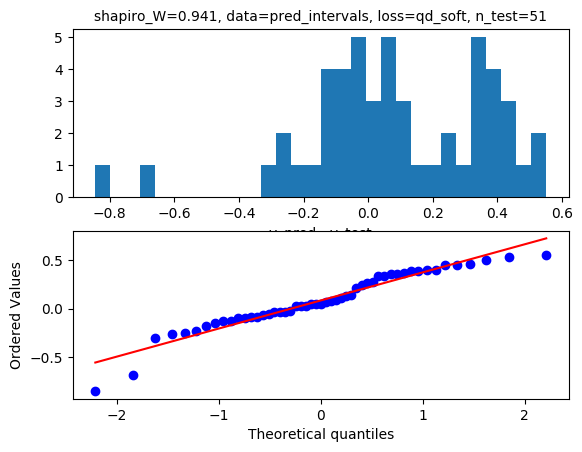 shapiro_W=0.941, data=pred_intervals, loss=qd_soft, n_test=51
5
4
3
2
1
0
−0.8 −0.6 −0.4 −0.2 0.0 0.2 0.4 0.6
0.5
0.0
−0.5
Ordered Values
−2 −1 0 1 2
Theoretical quantiles